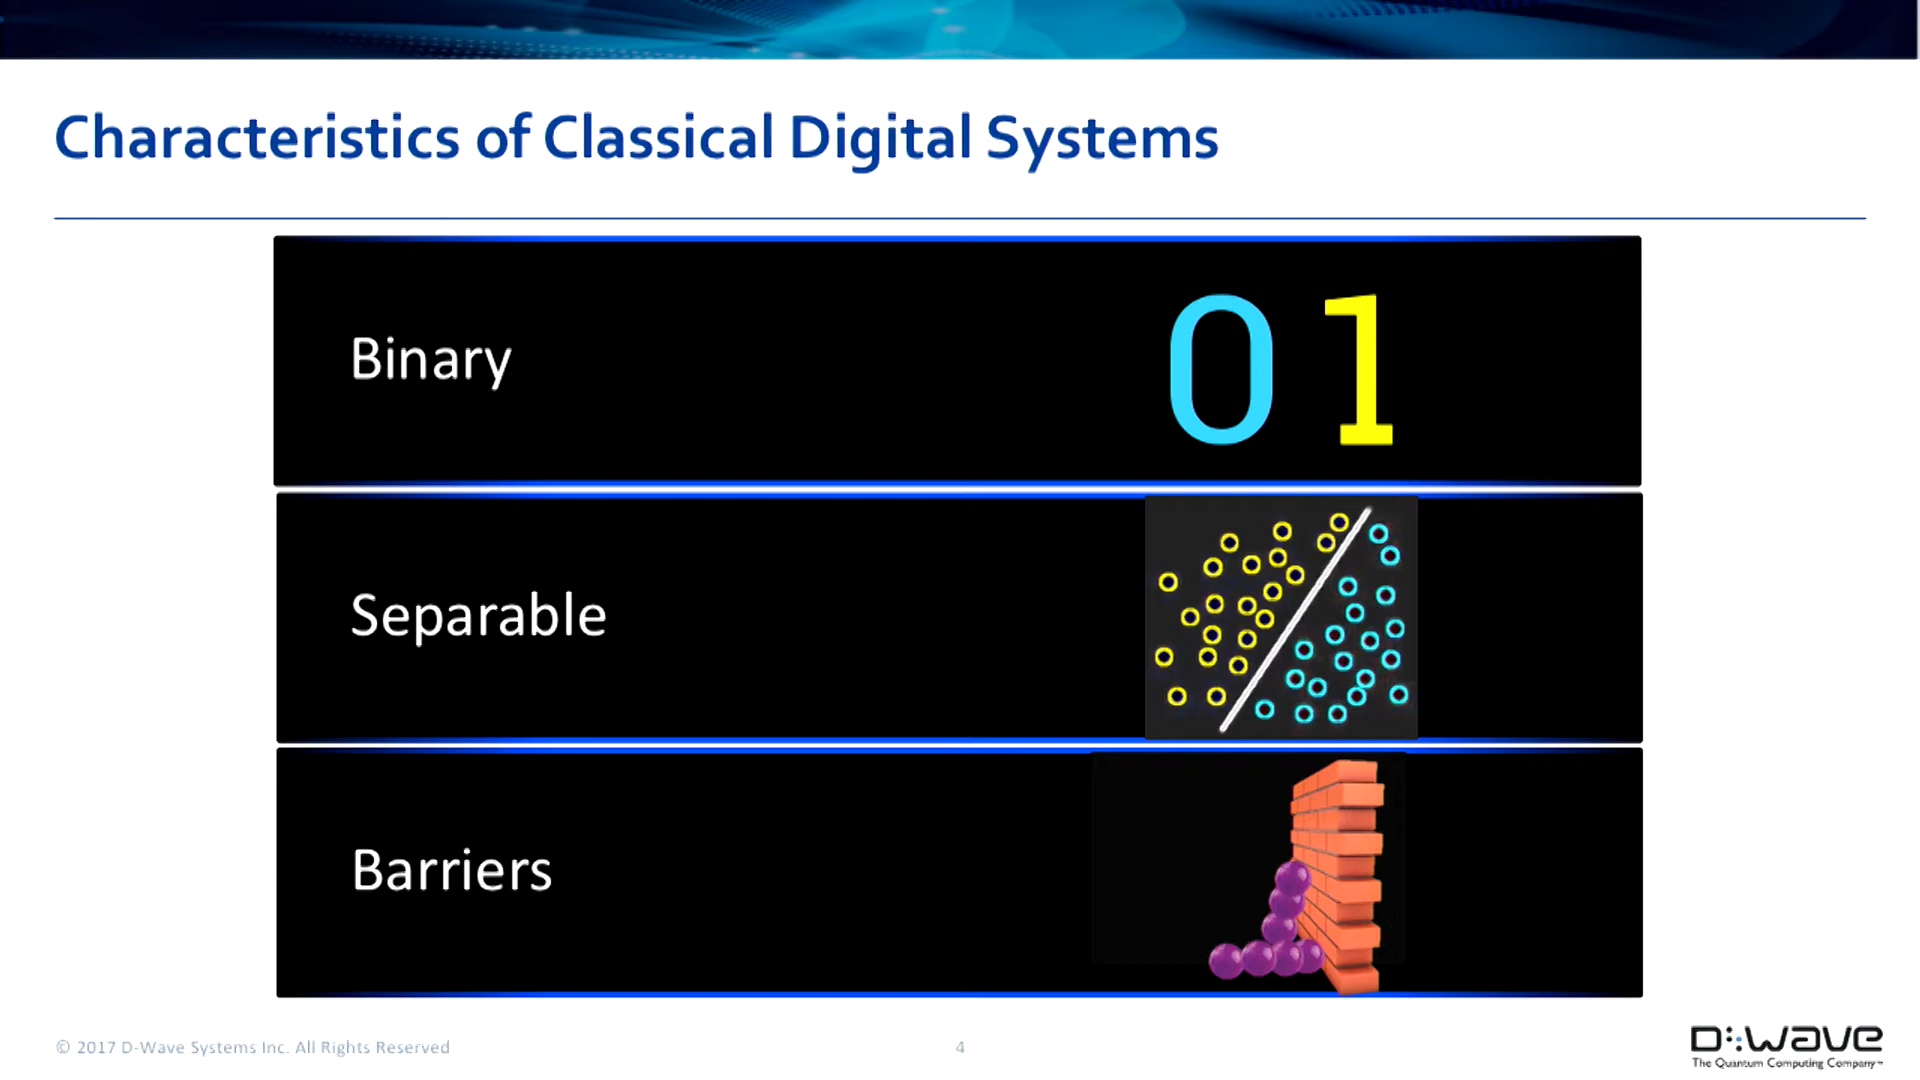 Characteristics of Classical Digital Systems
Binary
0 1
Separable
Barriers
© 2017 D-Wave Systems Inc. All Rights Reserved
4
D:wave
The Quantum Computing Company™